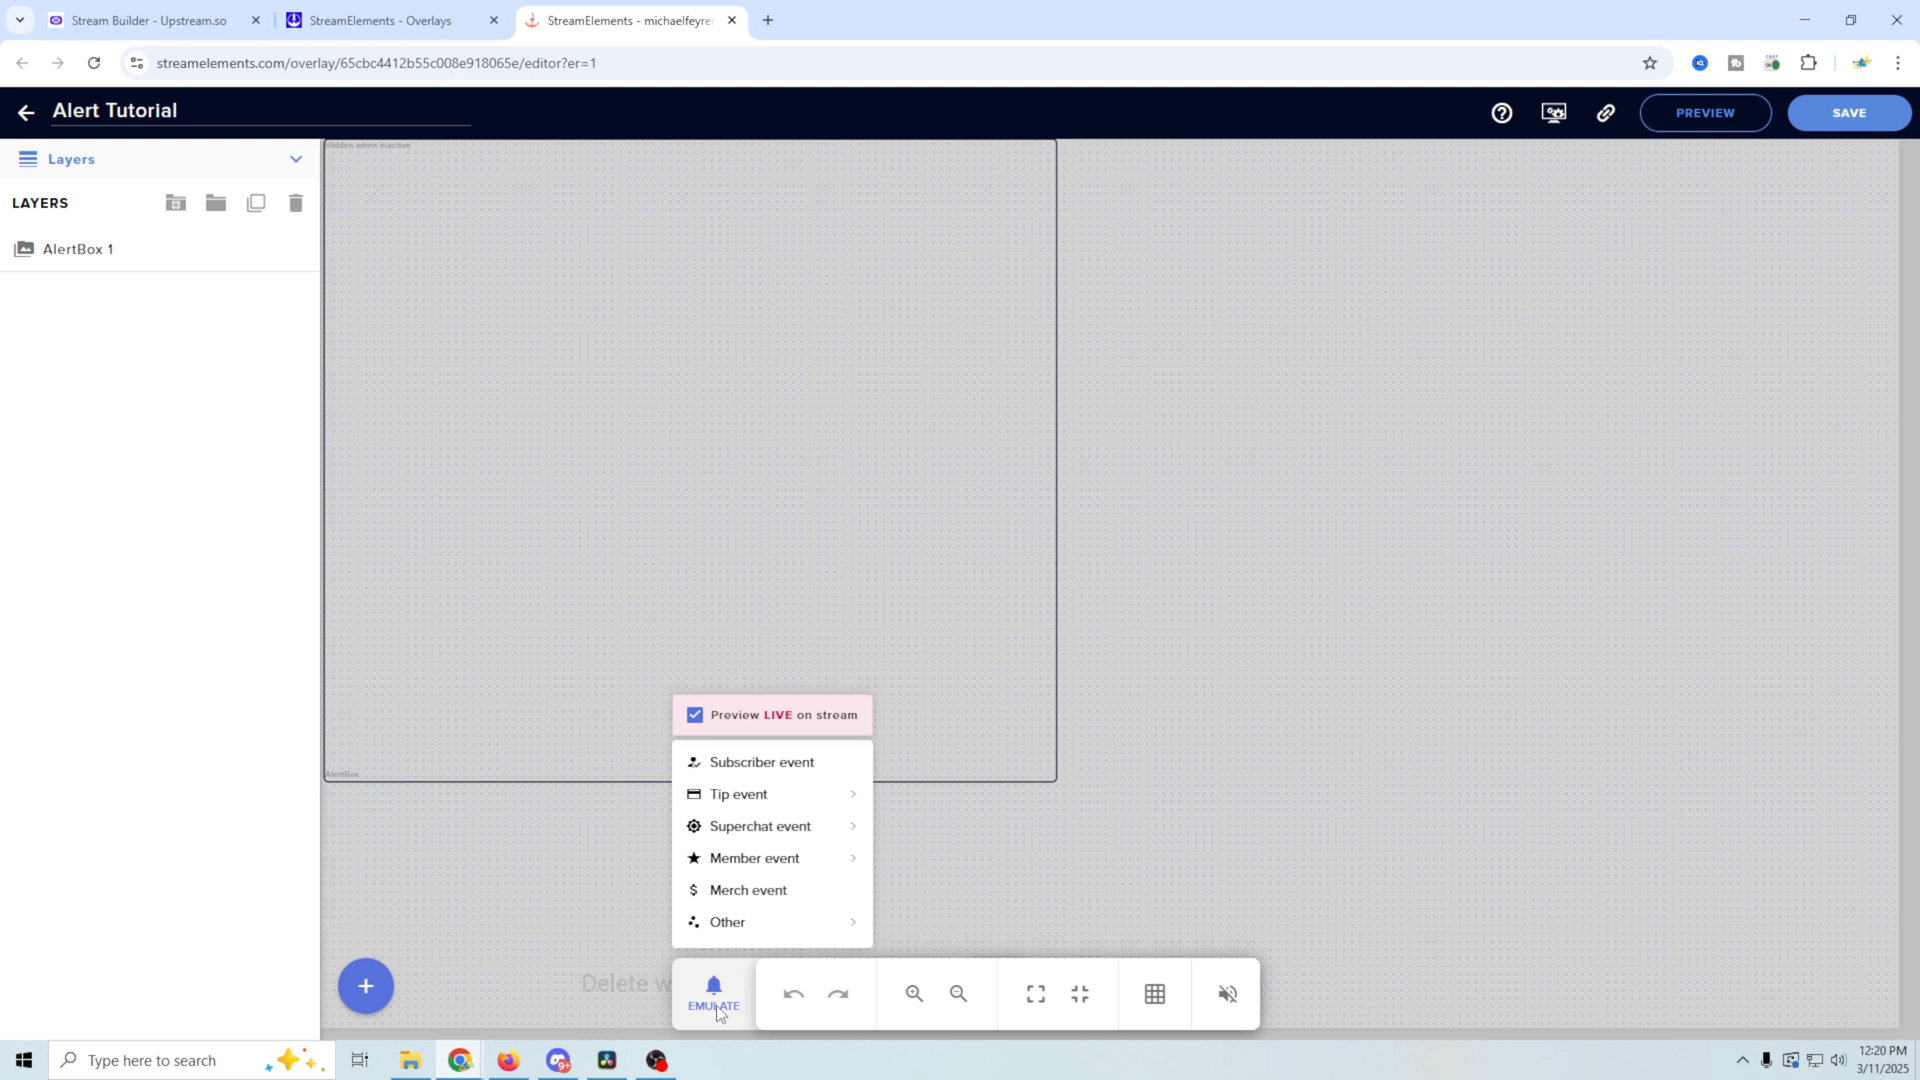 Stream Builder - Upstream.so
StreamElements - Overlays
StreamElements - michaelfeyre
streamelements.com/overlay/65cbc4412b55c008e918065e/editor?er=1
Alert Tutorial
PREVIEW
SAVE
Layers
LAYERS
AlertBox 1
Hidden when inactive
AlertBox
Preview LIVE on stream
Subscriber event
Tip event
Superchat event
Member event
Merch event
Other
Delete w
EMULATE
Type here to search
9+
12:20 PM
3/11/2025